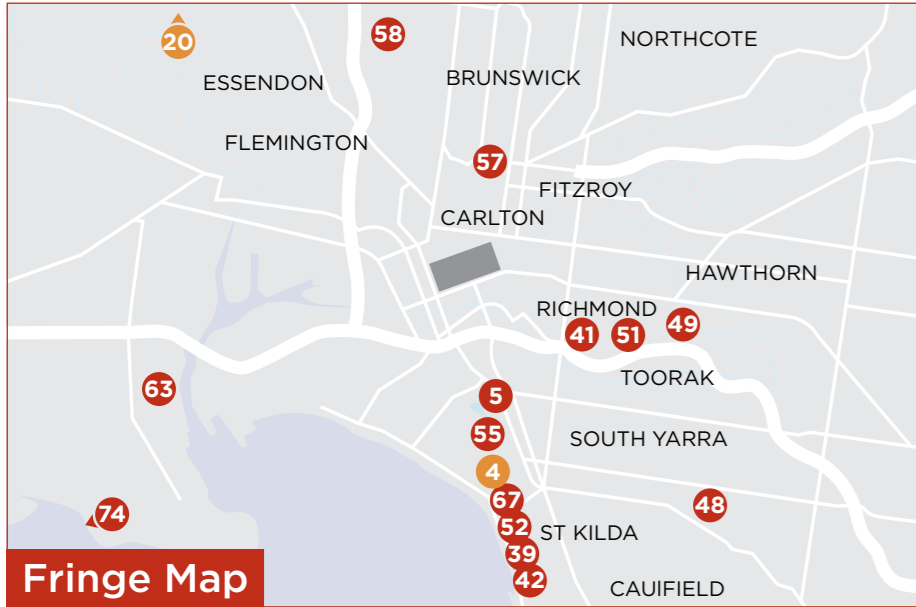 20
58
NORTHCOTE
ESSENDON
BRUNSWICK
FLEMINGTON
57
FITZROY
CARLTON
HAWTHORN
RICHMOND
41
51
49
63
TOORAK
5
55
SOUTH YARRA
4
67
48
74
52
ST KILDA
39
42
CAUIFIELD
Fringe Map